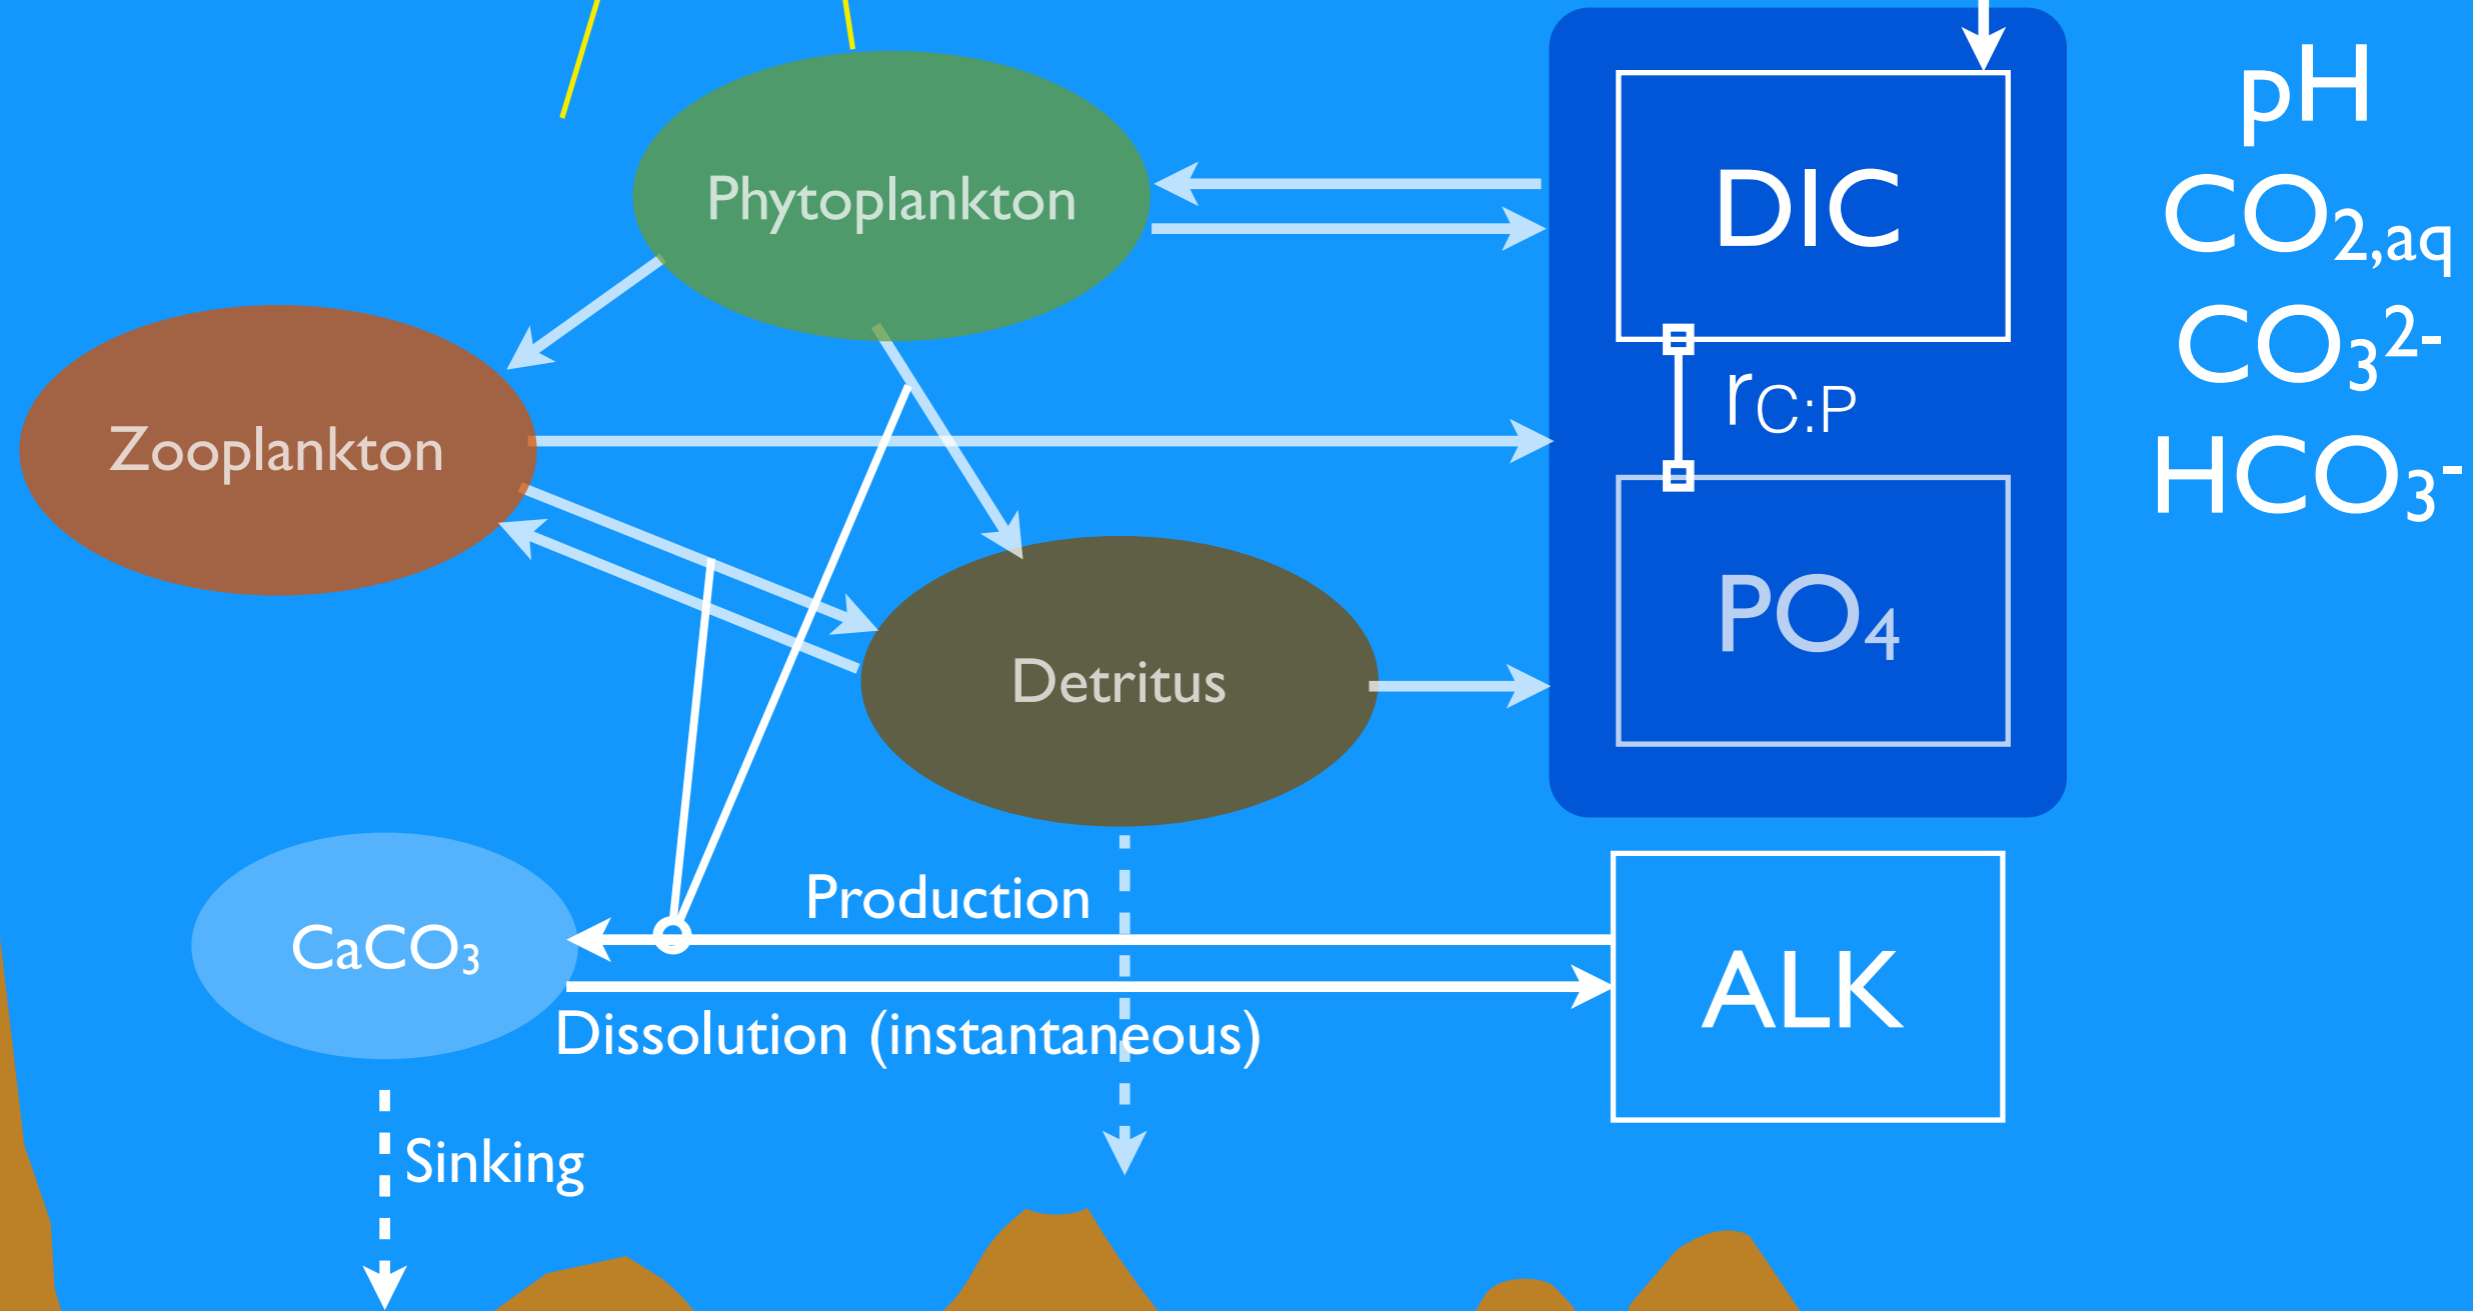 Phytoplankton
DIC
pH
CO₂,aq
CO₃²⁻
HCO₃⁻
rC:P
Zooplankton
PO₄
Detritus
Production
CaCO₃
ALK
Dissolution (instantaneous)
Sinking